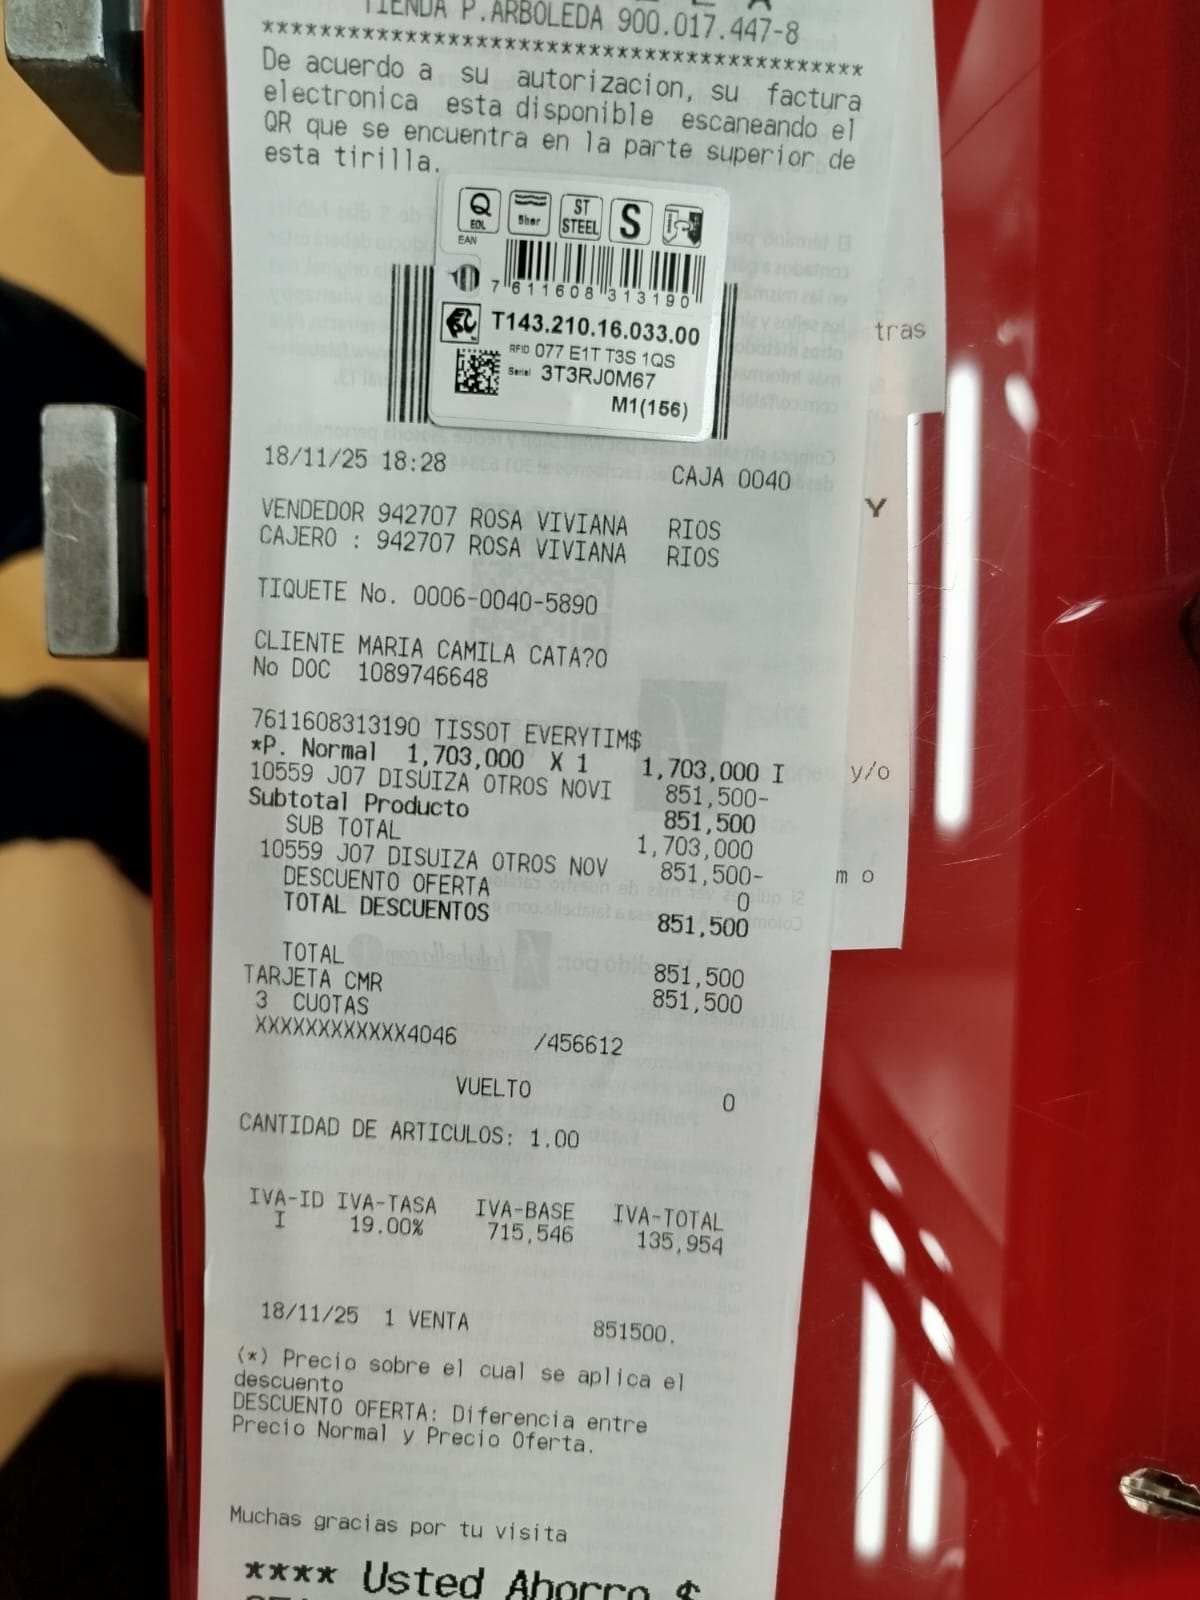 TIENDA P.ARBOLEDA 900.017.447-8
******************************************
De acuerdo a su autorizacion, su factura
electronica esta disponible escaneando el
QR que se encuentra en la parte superior de
esta tirilla.
Q EOL 5bar ST STEEL S
EAN
7 611608 313190
T143.210.16.033.00
RFID 077 E1T T3S 1QS
Serial 3T3RJ0M67
M1(156)
tras
18/11/25 18:28 CAJA 0040
Y
VENDEDOR 942707 ROSA VIVIANA RIOS
CAJERO : 942707 ROSA VIVIANA RIOS
TIQUETE No. 0006-0040-5890
CLIENTE MARIA CAMILA CATA?O
No DOC 1089746648
7611608313190 TISSOT EVERYTIM$
*P. Normal 1,703,000 X 1 1,703,000 I
y/o
10559 J07 DISUIZA OTROS NOVI 851,500-
Subtotal Producto 851,500
SUB TOTAL 1,703,000
10559 J07 DISUIZA OTROS NOV 851,500-
m o
DESCUENTO OFERTA 0
TOTAL DESCUENTOS 851,500
TOTAL 851,500
TARJETA CMR 851,500
3 CUOTAS
XXXXXXXXXXXX4046 /456612
VUELTO 0
CANTIDAD DE ARTICULOS: 1.00
IVA-ID IVA-TASA IVA-BASE IVA-TOTAL
I 19.00% 715,546 135,954
18/11/25 1 VENTA 851500.
(*) Precio sobre el cual se aplica el
descuento
DESCUENTO OFERTA: Diferencia entre
Precio Normal y Precio Oferta.
Muchas gracias por tu visita
**** Usted Ahorro $